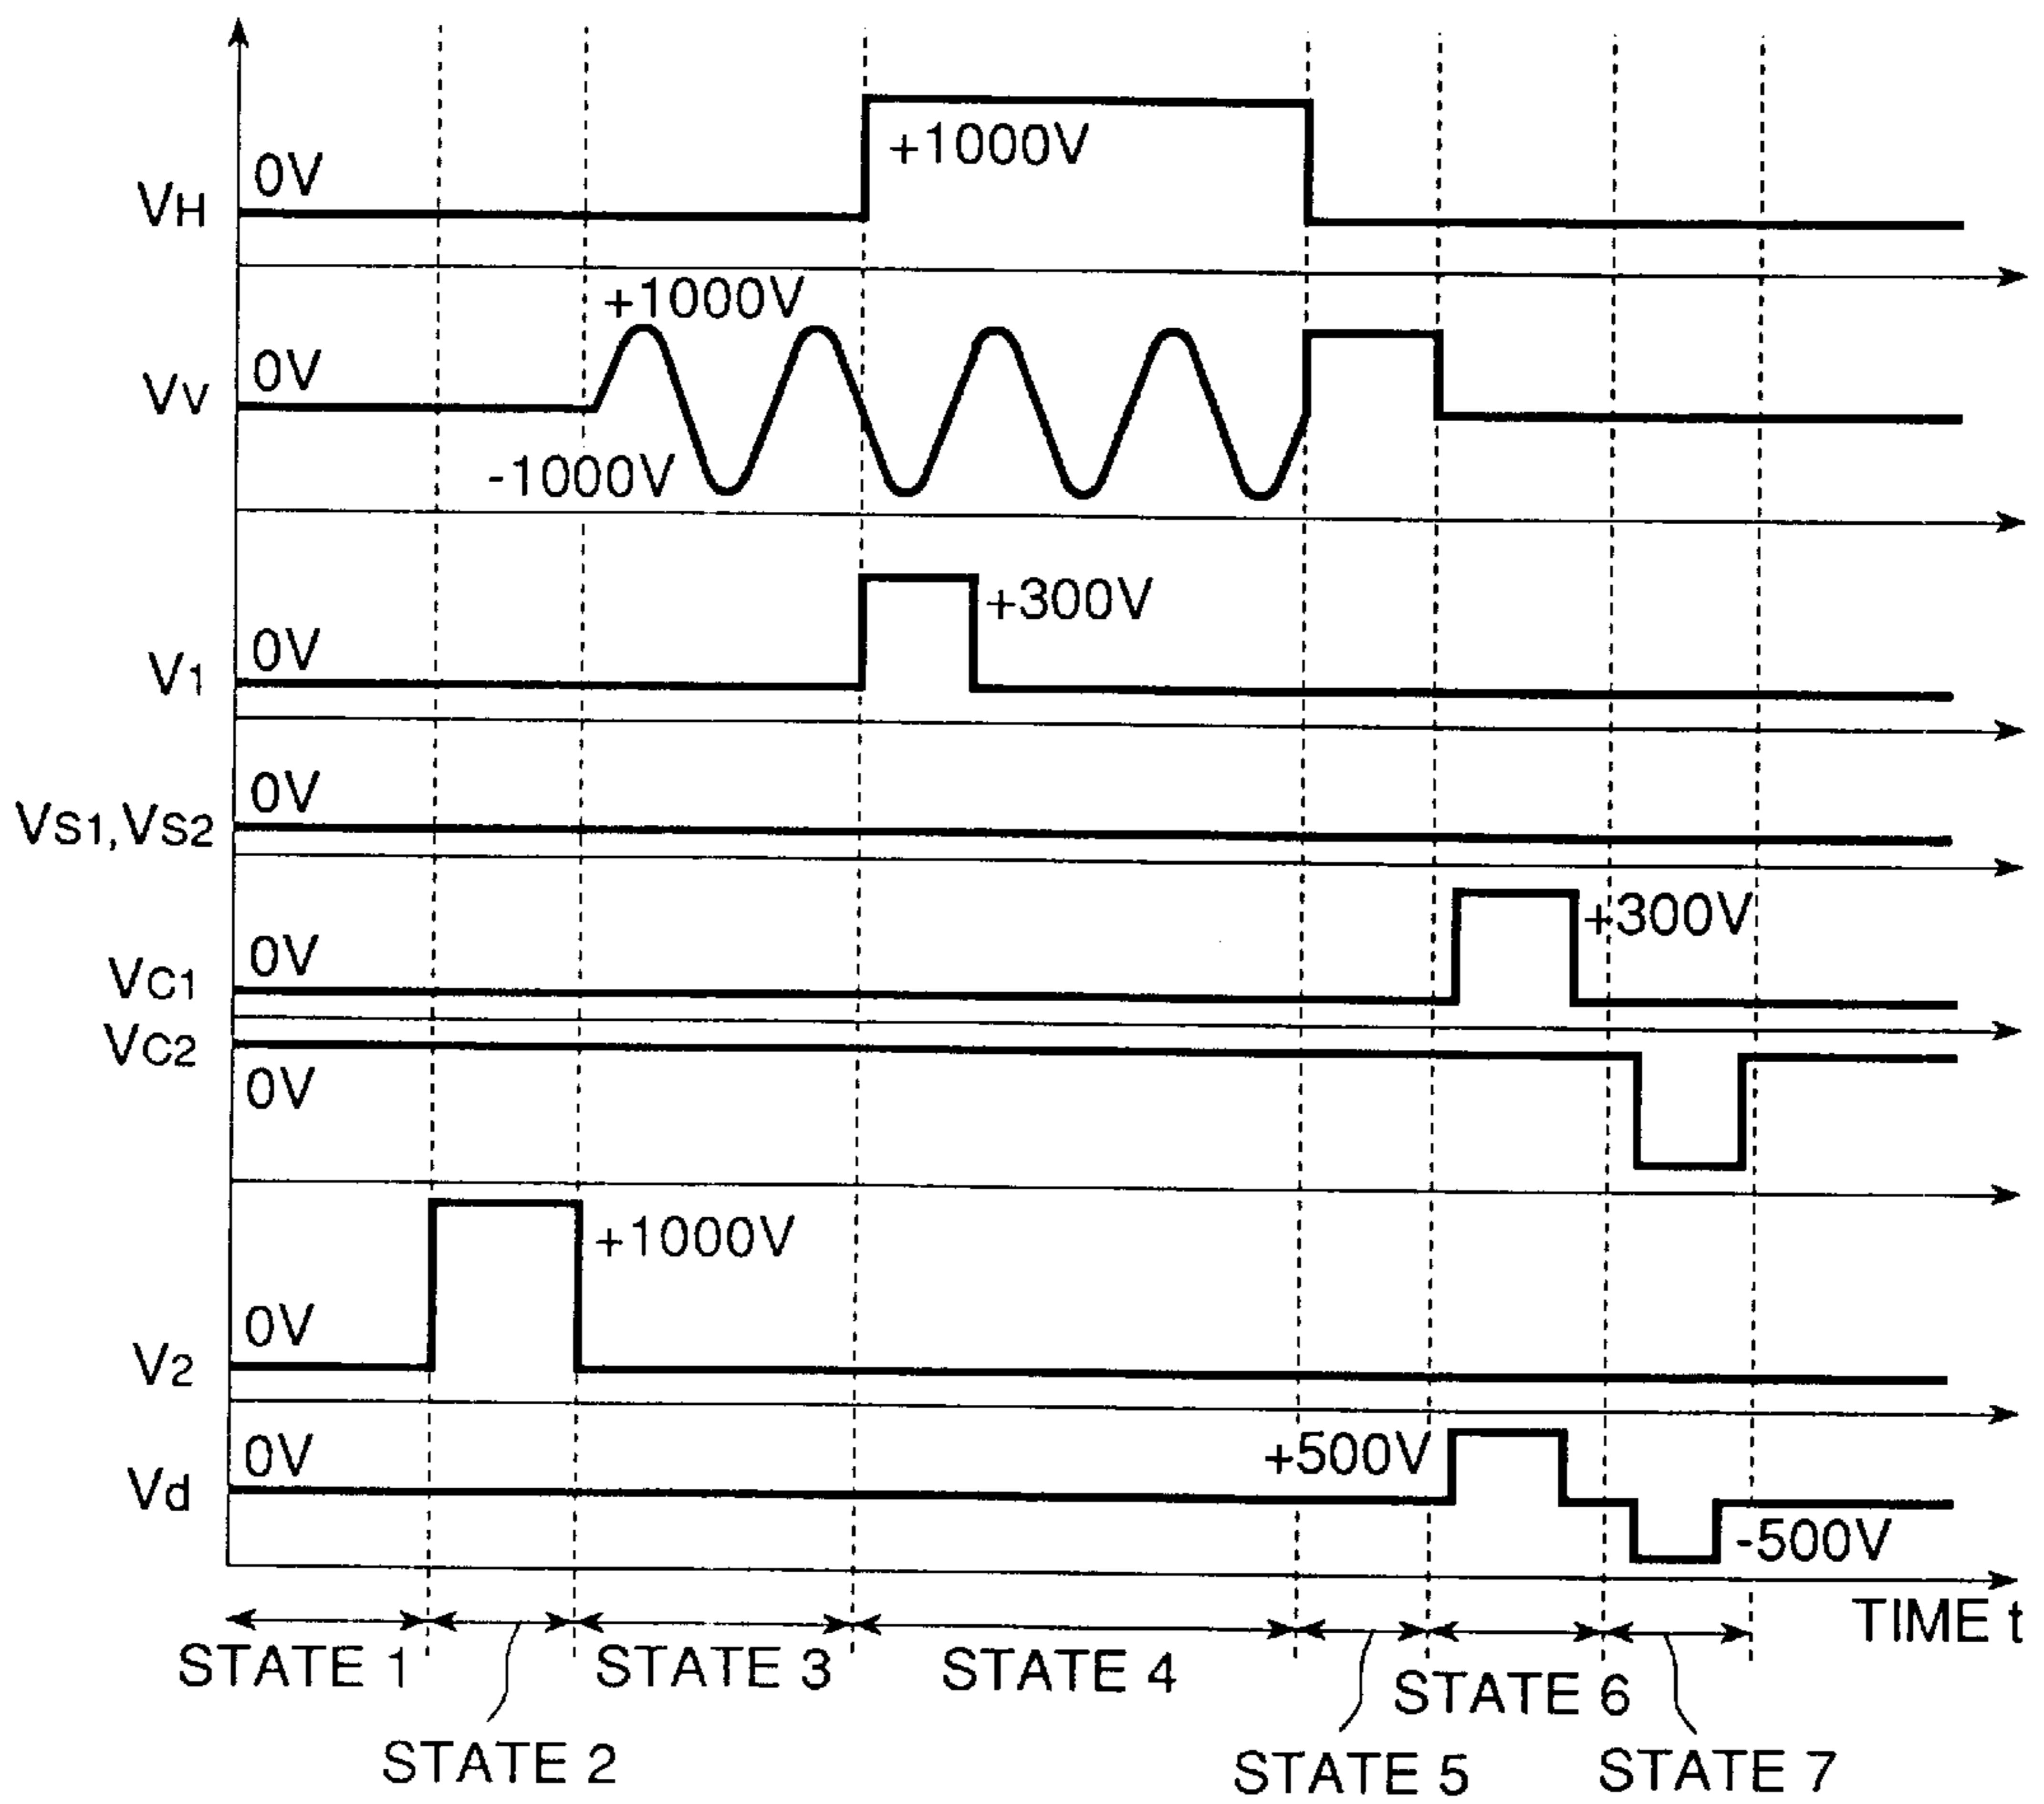 0V
+1000V
VH
+1000V
0V
VV
-1000V
+300V
0V
V1
0V
VS1,VS2
+300V
0V
VC1
VC2
0V
+1000V
0V
V2
+500V
0V
Vd
-500V
TIME t
STATE 1
STATE 3
STATE 4
STATE 6
STATE 2
STATE 5
STATE 7